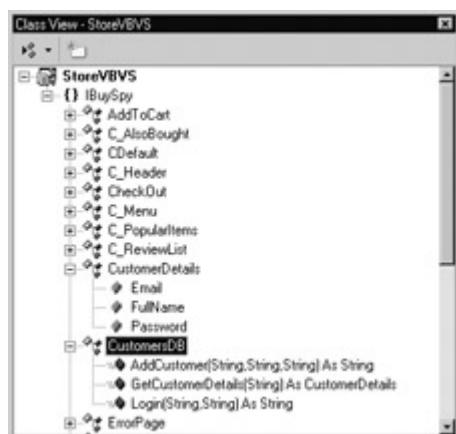 Class View - StoreVBVS
StoreVBVS
{} IBuySpy
AddToCart
C_AlsoBought
CDefault
C_Header
CheckOut
C_Menu
C_PopularItems
C_ReviewList
CustomerDetails
Email
FullName
Password
CustomersDB
AddCustomer(String,String,String) As String
GetCustomerDetails(String) As CustomerDetails
Login(String,String) As String
ErrorPage